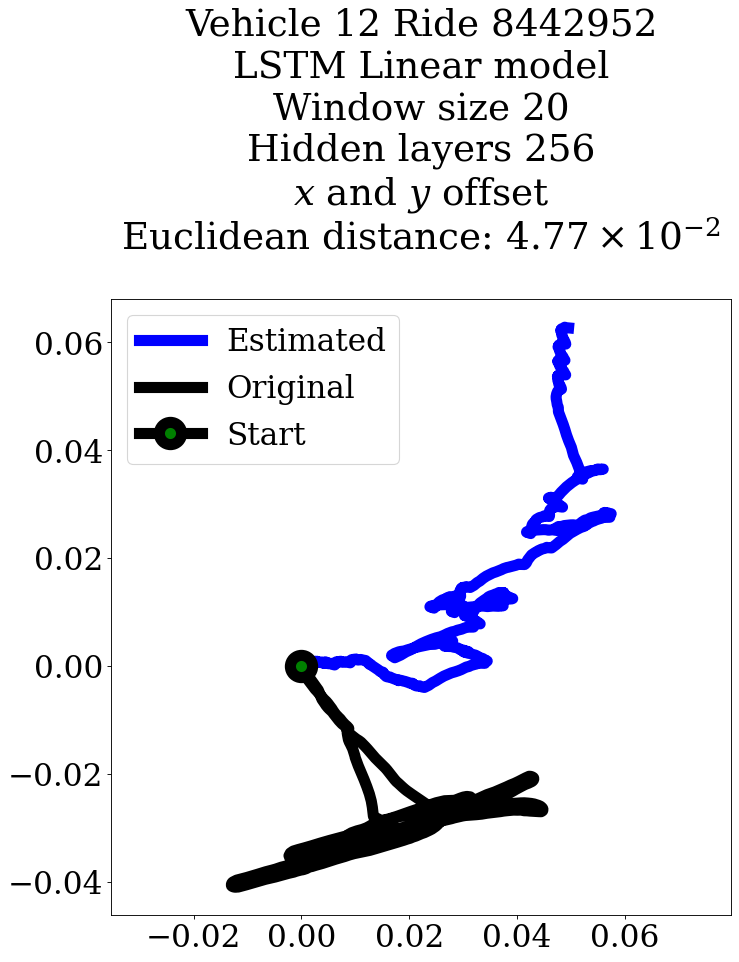 Vehicle 12 Ride 8442952
LSTM Linear model
Window size 20
Hidden layers 256
x and y offset
Euclidean distance: 4.77 × 10⁻²
Estimated
Original
Start
0.06
0.04
0.02
0.00
−0.02
−0.04
−0.02 0.00 0.02 0.04 0.06